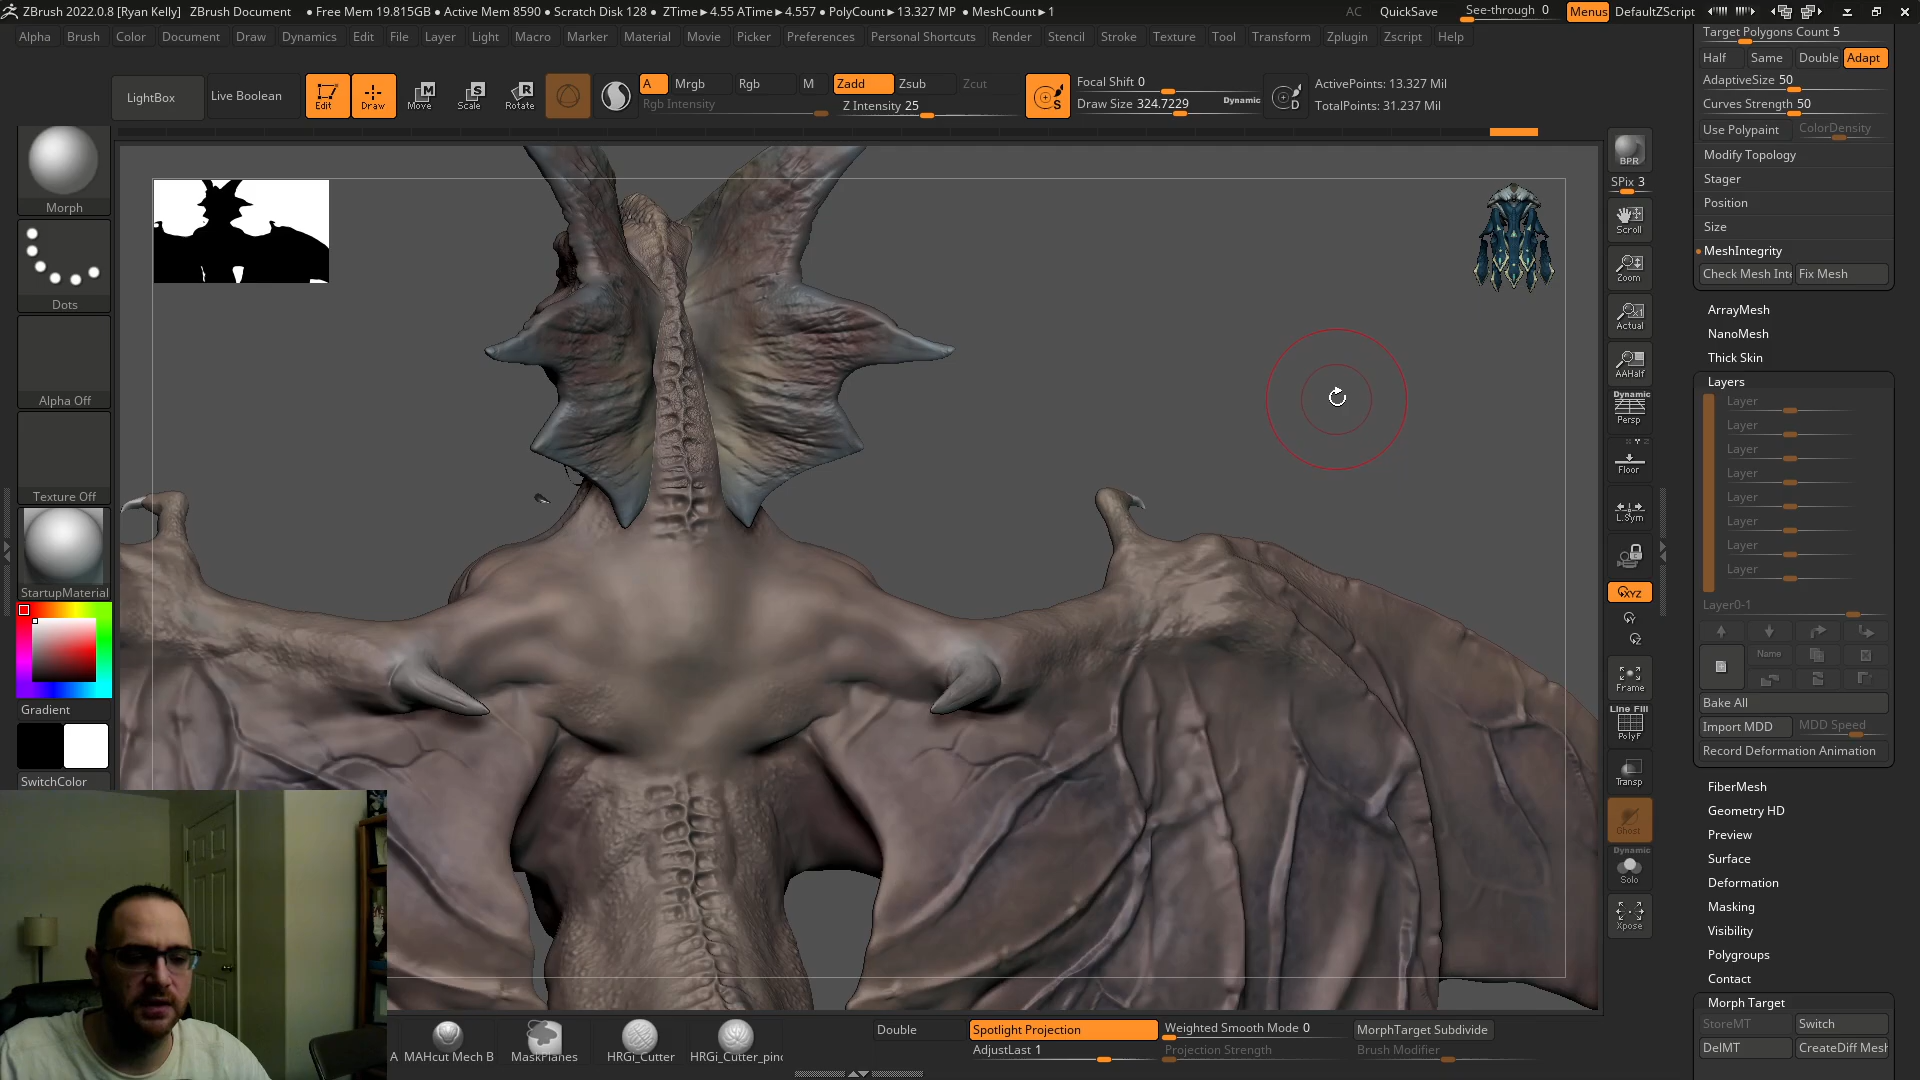 ZBrush 2022.0.8 [Ryan Kelly] ZBrush Document ● Free Mem 19.815GB ● Active Mem 8590 ● Scratch Disk 128 ● ZTime►4.55 ATime►4.557 ● PolyCount►13.327 MP ● MeshCount►1 AC QuickSave See-through 0 Menus DefaultZScript
Alpha Brush Color Document Draw Dynamics Edit File Layer Light Macro Marker Material Movie Picker Preferences Personal Shortcuts Render Stencil Stroke Texture Tool Transform Zplugin Zscript Help
LightBox Live Boolean Edit Draw Move Scale Rotate A Mrgb Rgb M Zadd Zsub Zcut Focal Shift 0 ActivePoints: 13.327 Mil
Rgb Intensity Z Intensity 25 Draw Size 324.7229 Dynamic TotalPoints: 31.237 Mil
Morph
Dots
Alpha Off
Texture Off
StartupMaterial
Gradient
SwitchColor
BPR
SPix 3
Scroll
Zoom
Actual
AAHalf
Dynamic
Persp
Floor
L.Sym
XYZ
Y
Z
Frame
Line Fill
PolyF
Transp
Ghost
Dynamic
Solo
Xpose
Target Polygons Count 5
Half Same Double Adapt
AdaptiveSize 50
Curves Strength 50
Use Polypaint ColorDensity
Modify Topology
Stager
Position
Size
MeshIntegrity
Check Mesh Inte Fix Mesh
ArrayMesh
NanoMesh
Thick Skin
Layers
Layer
Layer
Layer
Layer
Layer
Layer
Layer
Layer
Layer0-1
Name
Bake All
Import MDD MDD Speed
Record Deformation Animation
FiberMesh
Geometry HD
Preview
Surface
Deformation
Masking
Visibility
Polygroups
Contact
Morph Target
StoreMT Switch
DelMT CreateDiff Mesh
A MAHcut Mech B MaskPlanes HRGi_Cutter HRGi_Cutter_pinc
Double Spotlight Projection Weighted Smooth Mode 0 MorphTarget Subdivide
AdjustLast 1 Projection Strength Brush Modifier